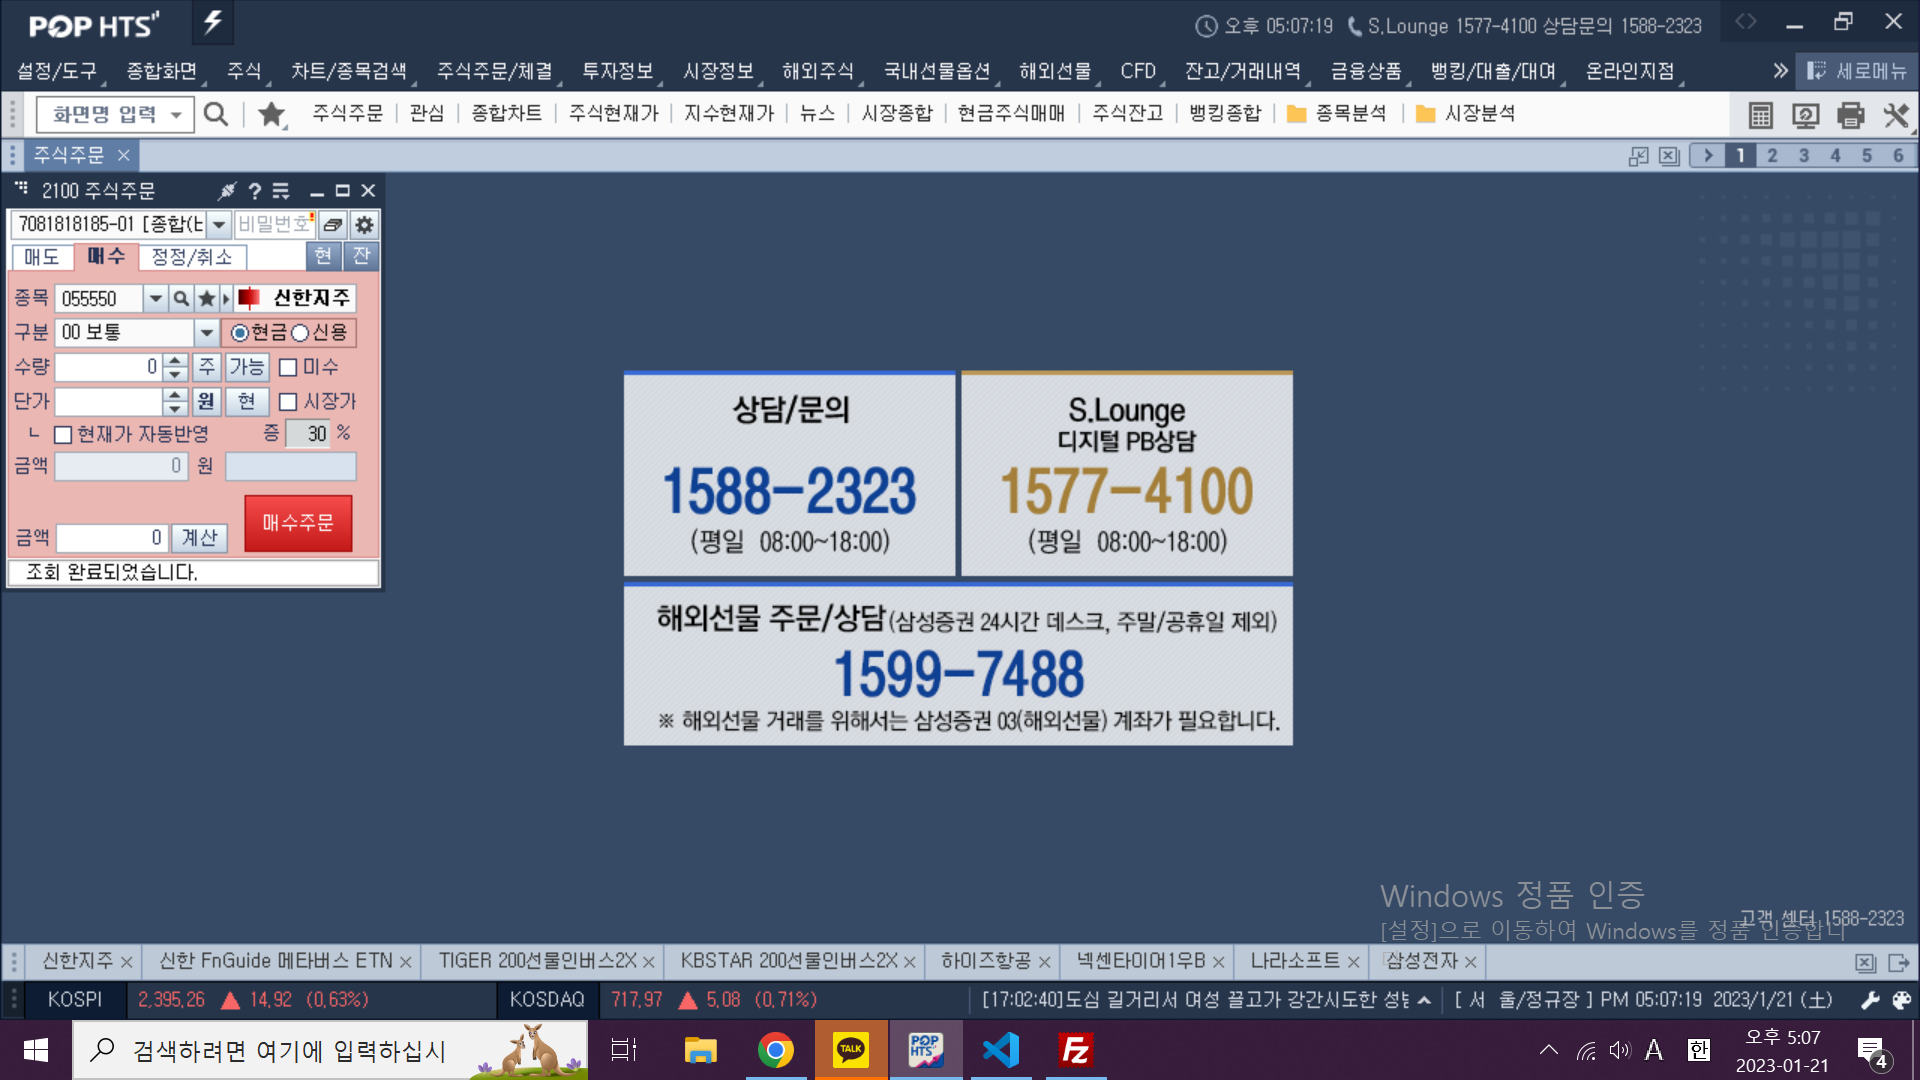 POP HTS
오후 05:07:19 S.Lounge 1577-4100 상담문의 1588-2323
설정/도구 종합화면 주식 차트/종목검색 주식주문/체결 투자정보 시장정보 해외주식 국내선물옵션 해외선물 CFD 잔고/거래내역 금융상품 뱅킹/대출/대여 온라인지점 세로메뉴
화면명 입력 주식주문 관심 종합차트 주식현재가 지수현재가 뉴스 시장종합 현금주식매매 주식잔고 뱅킹종합 종목분석 시장분석
주식주문 1 2 3 4 5 6
2100 주식주문
7081818185-01 [종합( 비밀번호
매도 매수 정정/취소 현 잔
종목 055550 신한지주
구분 00 보통 현금 신용
수량 0 주 가능 미수
단가 원 현 시장가
ㄴ 현재가 자동반영 증 30 %
금액 0 원
금액 0 계산 매수주문
조회 완료되었습니다.
상담/문의
1588-2323
(평일 08:00~18:00)
S.Lounge
디지털 PB상담
1577-4100
(평일 08:00~18:00)
해외선물 주문/상담(삼성증권 24시간 데스크, 주말/공휴일 제외)
1599-7488
※ 해외선물 거래를 위해서는 삼성증권 03(해외선물) 계좌가 필요합니다.
Windows 정품 인증
고객 센터 1588-2323
[설정]으로 이동하여 Windows를 정품 인증합니
신한지주 신한 FnGuide 메타버스 ETN TIGER 200선물인버스2X KBSTAR 200선물인버스2X 하이즈항공 넥센타이어1우B 나라소프트 삼성전자
KOSPI 2,395.26 ▲ 14.92 (0.63%) KOSDAQ 717.97 ▲ 5.08 (0.71%) [17:02:40]도심 길거리서 여성 끌고가 강간시도한 [ 서 울/정규장 ] PM 05:07:19 2023/1/21 (土)
검색하려면 여기에 입력하십시
TALK
POP HTS
Fz
A 한
오후 5:07
2023-01-21
4